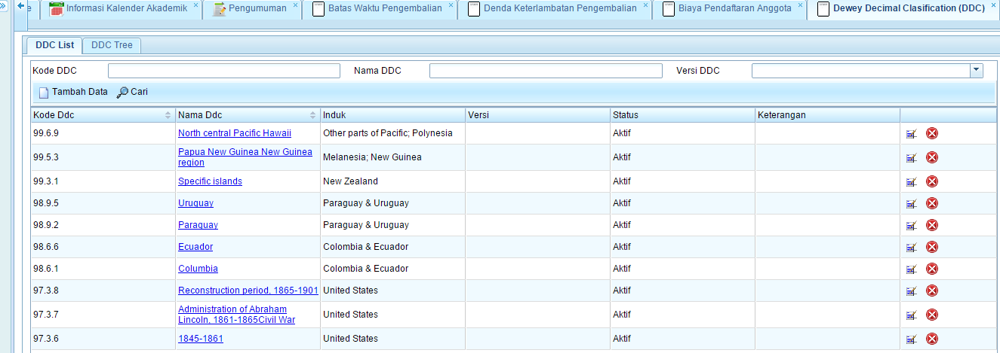 e Informasi Kalender Akademik Pengumuman Batas Waktu Pengembalian Denda Keterlambatan Pengembalian Biaya Pendaftaran Anggota Dewey Decimal Clasification (DDC)
DDC List DDC Tree
Kode DDC Nama DDC Versi DDC
Tambah Data Cari
Kode Ddc Nama Ddc Induk Versi Status Keterangan
99.6.9 North central Pacific Hawaii Other parts of Pacific; Polynesia Aktif
99.5.3 Papua New Guinea New Guinea
region Melanesia; New Guinea Aktif
99.3.1 Specific islands New Zealand Aktif
98.9.5 Uruguay Paraguay & Uruguay Aktif
98.9.2 Paraguay Paraguay & Uruguay Aktif
98.6.6 Ecuador Colombia & Ecuador Aktif
98.6.1 Columbia Colombia & Ecuador Aktif
97.3.8 Reconstruction period, 1865-1901 United States Aktif
97.3.7 Administration of Abraham
Lincoln, 1861-1865Civil War United States Aktif
97.3.6 1845-1861 United States Aktif